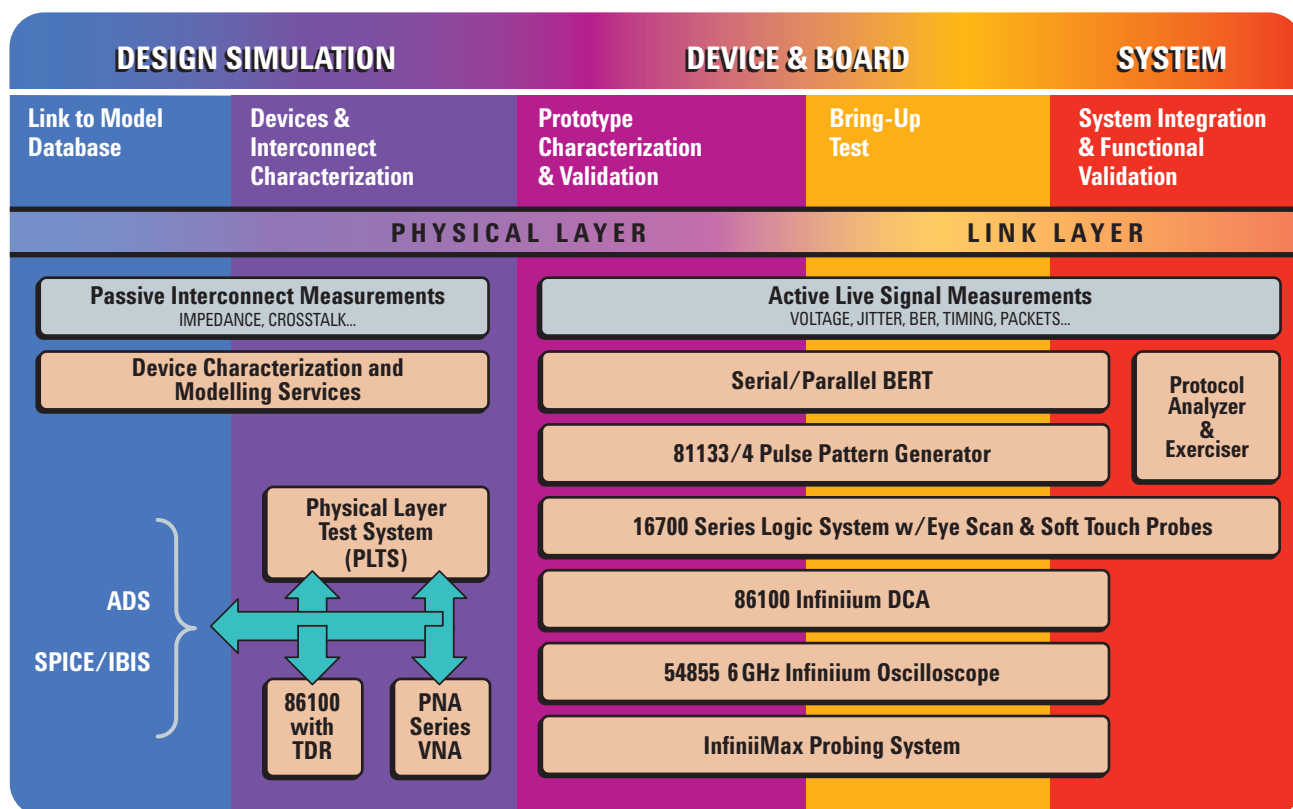 DESIGN SIMULATION
DEVICE & BOARD
SYSTEM
Link to Model
Database
Devices &
Interconnect
Characterization
Prototype
Characterization
& Validation
Bring-Up
Test
System Integration
& Functional
Validation
PHYSICAL LAYER
LINK LAYER
Passive Interconnect Measurements
IMPEDANCE, CROSSTALK...
Active Live Signal Measurements
VOLTAGE, JITTER, BER, TIMING, PACKETS...
Device Characterization and
Modelling Services
Serial/Parallel BERT
Protocol
Analyzer
&
Exerciser
81133/4 Pulse Pattern Generator
Physical Layer
Test System
(PLTS)
16700 Series Logic System w/Eye Scan & Soft Touch Probes
ADS
SPICE/IBIS
86100 Infiniium DCA
54855 6 GHz Infiniium Oscilloscope
86100
with
TDR
PNA
Series
VNA
InfiniiMax Probing System